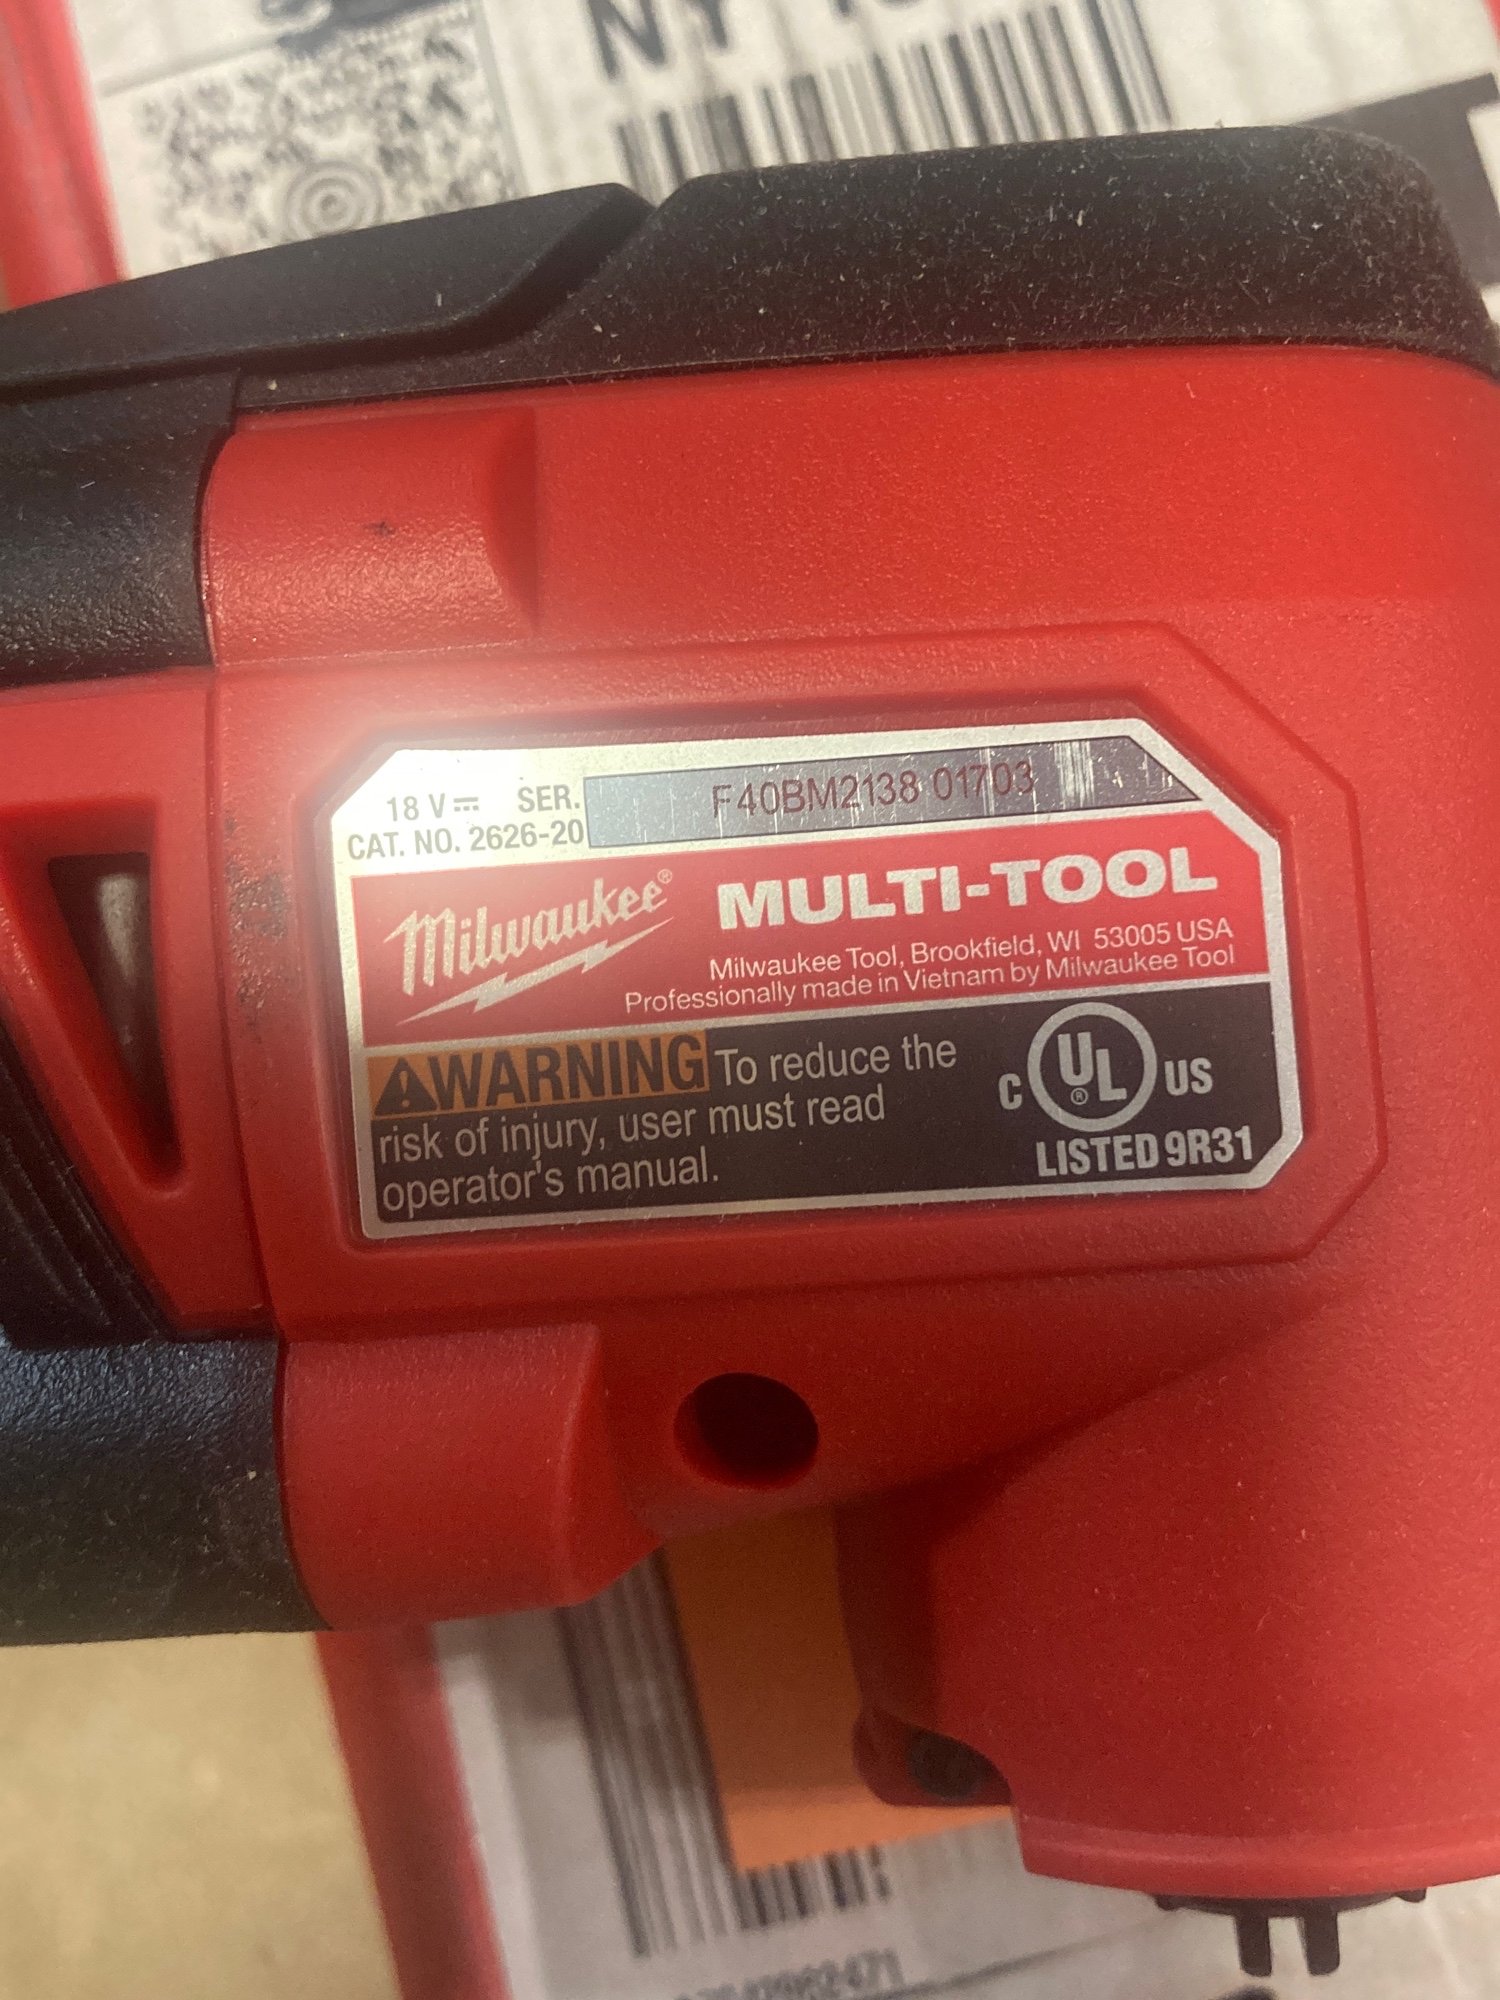 NY
18 V⎓ SER. F40BM2138 01703
CAT. NO. 2626-20
Milwaukee® MULTI-TOOL
Milwaukee Tool, Brookfield, WI 53005 USA
Professionally made in Vietnam by Milwaukee Tool
⚠WARNING To reduce the
risk of injury, user must read
operator's manual.
C UL® US
LISTED 9R31